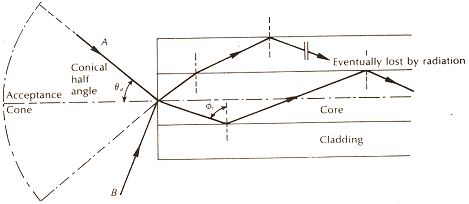 A
Conical
half
angle
θa
Acceptance
Cone
φc
Eventually lost by radiation
Core
Cladding
B